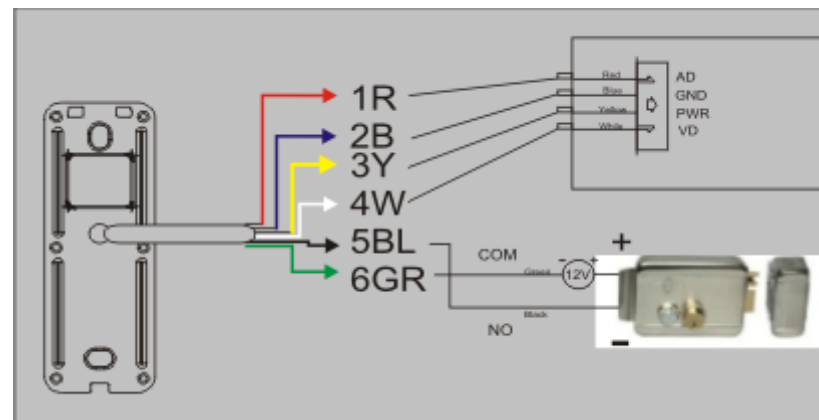 1R
2B
3Y
4W
5BL
6GR
Red
Blue
Yellow
White
AD
GND
PWR
VD
COM
Green
- +
12V
+
Black
NO
-